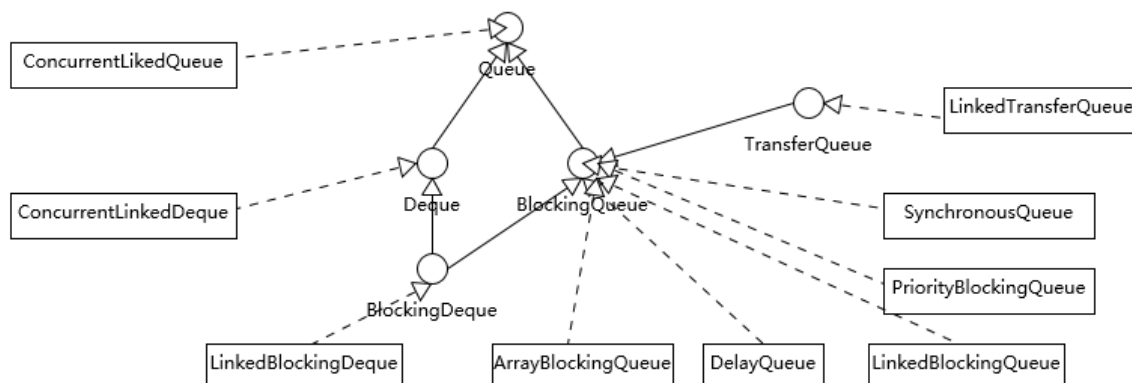 ConcurrentLikedQueue
Queue
LinkedTransferQueue
TransferQueue
ConcurrentLinkedDeque
Deque
BlockingQueue
SynchronousQueue
PriorityBlockingQueue
BlockingDeque
LinkedBlockingDeque
ArrayBlockingQueue
DelayQueue
LinkedBlockingQueue